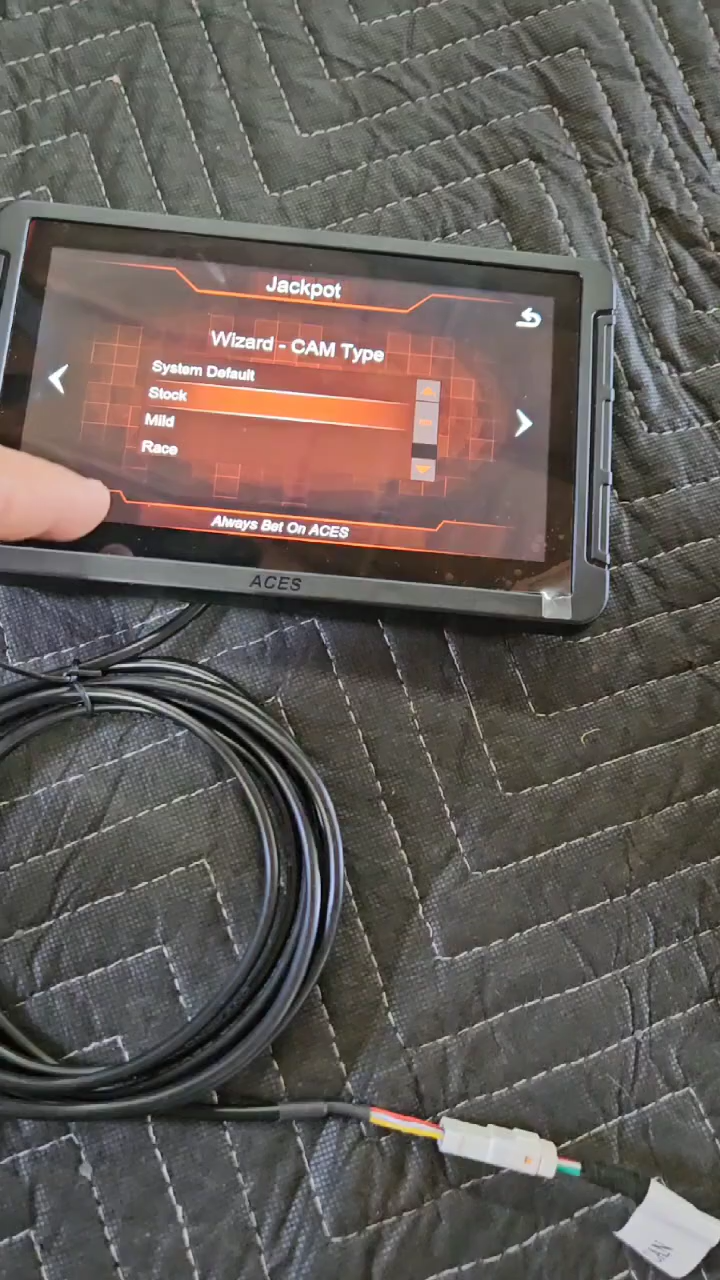 Jackpot
Wizard - CAM Type
System Default
Stock
Mild
Race
Always Bet On ACES
ACES